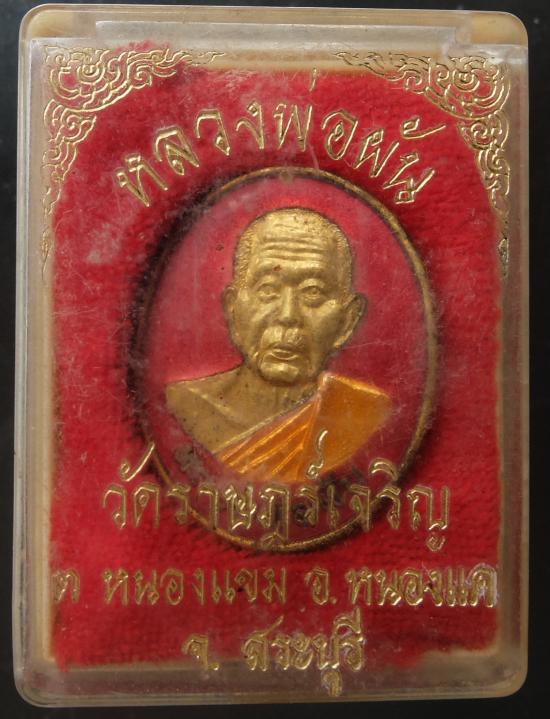 หลวงพ่อผัน
วัดราษฎร์เจริญ
ต หนองแขม อ. หนองแค
จ. สระบุรี